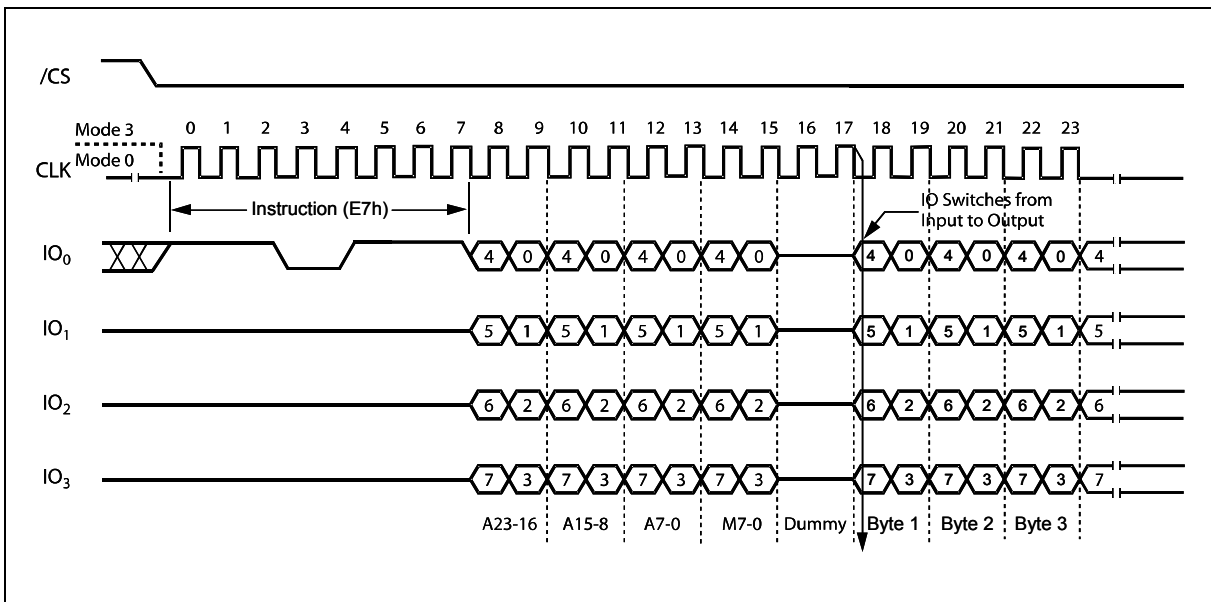 /CS
Mode 3
0 1 2 3 4 5 6 7 8 9 10 11 12 13 14 15 16 17 18 19 20 21 22 23
CLK
Mode 0
Instruction (E7h)
IO Switches from
Input to Output
IO0
4 0 4 0 4 0 4 0 4 0 4 0 4 0 4
IO1
5 1 5 1 5 1 5 1 5 1 5 1 5 1 5
IO2
6 2 6 2 6 2 6 2 6 2 6 2 6 2 6
IO3
7 3 7 3 7 3 7 3 7 3 7 3 7 3 7
A23-16 A15-8 A7-0 M7-0 Dummy Byte 1 Byte 2 Byte 3